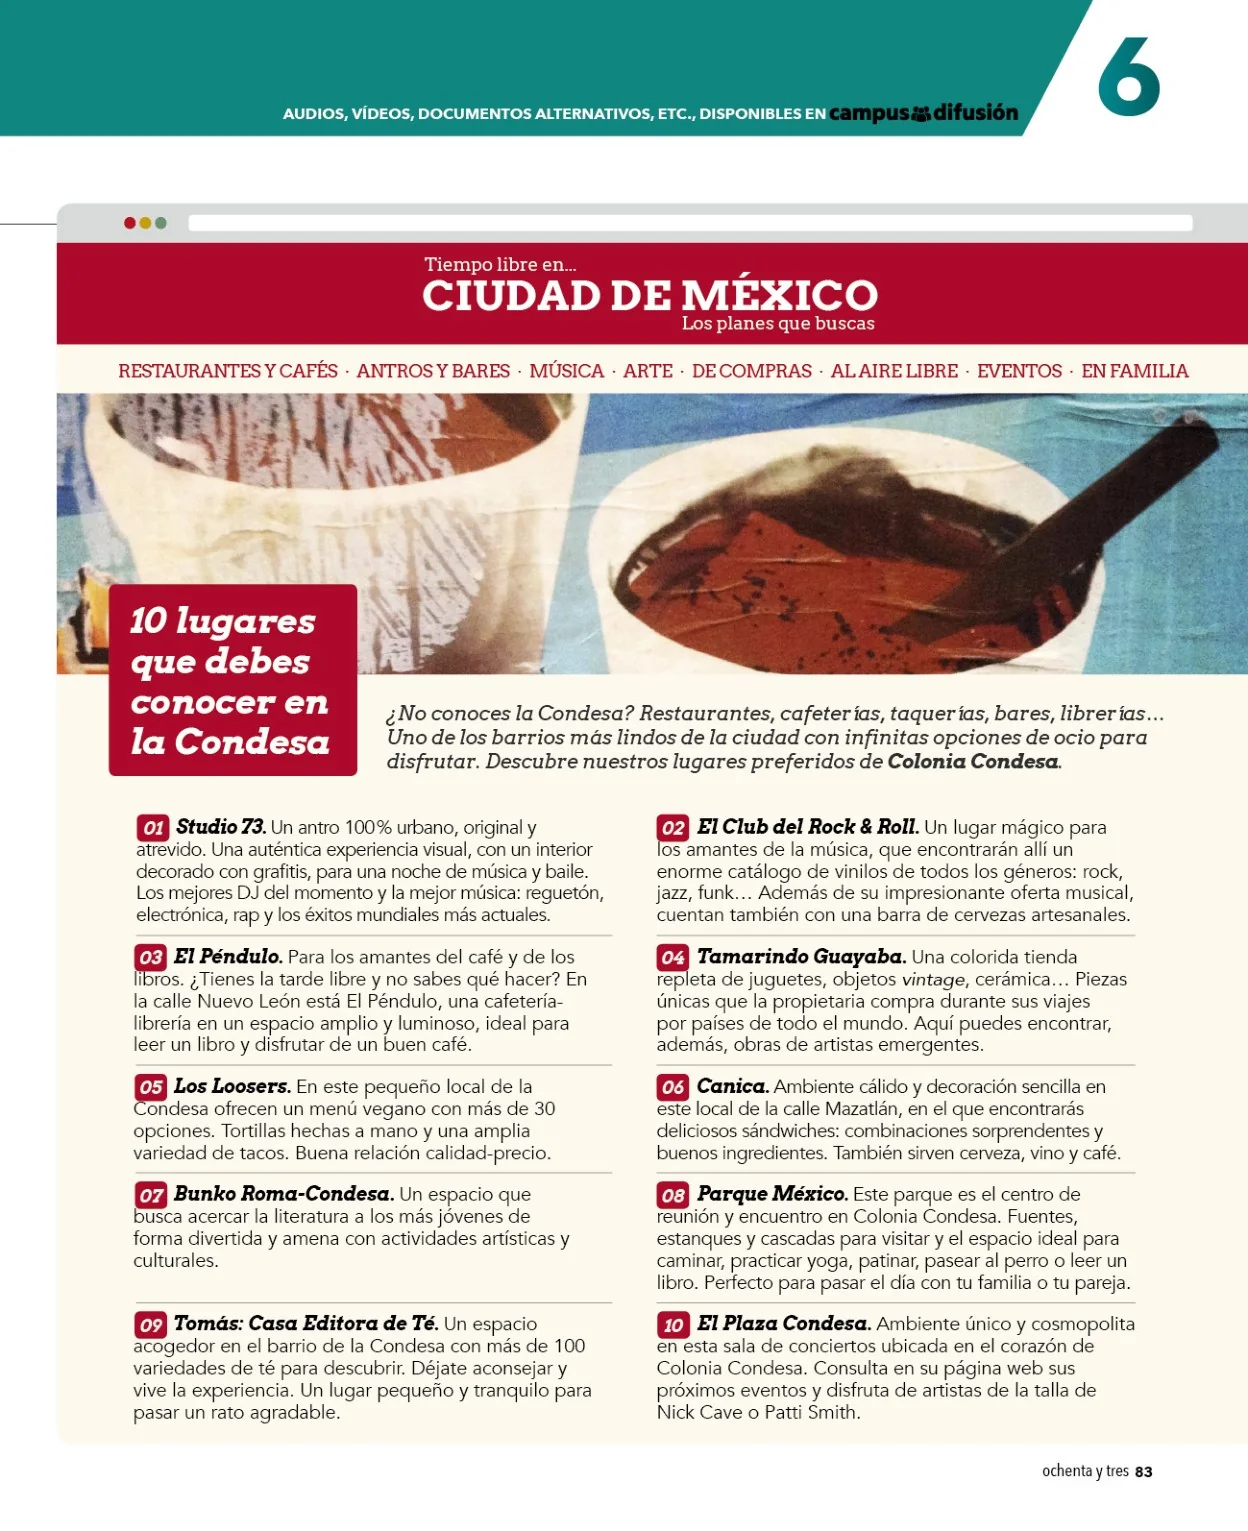 AUDIOS, VÍDEOS, DOCUMENTOS ALTERNATIVOS, ETC., DISPONIBLES EN campus difusión
6
Tiempo libre en...
CIUDAD DE MÉXICO
Los planes que buscas
RESTAURANTES Y CAFÉS · ANTROS Y BARES · MÚSICA · ARTE · DE COMPRAS · AL AIRE LIBRE · EVENTOS · EN FAMILIA
10 lugares
que debes
conocer en
la Condesa
¿No conoces la Condesa? Restaurantes, cafeterías, taquerías, bares, librerías...
Uno de los barrios más lindos de la ciudad con infinitas opciones de ocio para
disfrutar. Descubre nuestros lugares preferidos de Colonia Condesa.
01 Studio 73. Un antro 100% urbano, original y
atrevido. Una auténtica experiencia visual, con un interior
decorado con grafitis, para una noche de música y baile.
Los mejores DJ del momento y la mejor música: reguetón,
electrónica, rap y los éxitos mundiales más actuales.
02 El Club del Rock & Roll. Un lugar mágico para
los amantes de la música, que encontrarán allí un
enorme catálogo de vinilos de todos los géneros: rock,
jazz, funk... Además de su impresionante oferta musical,
cuentan también con una barra de cervezas artesanales.
03 El Péndulo. Para los amantes del café y de los
libros. ¿Tienes la tarde libre y no sabes qué hacer? En
la calle Nuevo León está El Péndulo, una cafetería-
librería en un espacio amplio y luminoso, ideal para
leer un libro y disfrutar de un buen café.
04 Tamarindo Guayaba. Una colorida tienda
repleta de juguetes, objetos vintage, cerámica... Piezas
únicas que la propietaria compra durante sus viajes
por países de todo el mundo. Aquí puedes encontrar,
además, obras de artistas emergentes.
05 Los Loosers. En este pequeño local de la
Condesa ofrecen un menú vegano con más de 30
opciones. Tortillas hechas a mano y una amplia
variedad de tacos. Buena relación calidad-precio.
06 Canica. Ambiente cálido y decoración sencilla en
este local de la calle Mazatlán, en el que encontrarás
deliciosos sándwiches: combinaciones sorprendentes y
buenos ingredientes. También sirven cerveza, vino y café.
07 Bunko Roma-Condesa. Un espacio que
busca acercar la literatura a los más jóvenes de
forma divertida y amena con actividades artísticas y
culturales.
08 Parque México. Este parque es el centro de
reunión y encuentro en Colonia Condesa. Fuentes,
estanques y cascadas para visitar y el espacio ideal para
caminar, practicar yoga, patinar, pasear al perro o leer un
libro. Perfecto para pasar el día con tu familia o tu pareja.
09 Tomás: Casa Editora de Té. Un espacio
acogedor en el barrio de la Condesa con más de 100
variedades de té para descubrir. Déjate aconsejar y
vive la experiencia. Un lugar pequeño y tranquilo para
pasar un rato agradable.
10 El Plaza Condesa. Ambiente único y cosmopolita
en esta sala de conciertos ubicada en el corazón de
Colonia Condesa. Consulta en su página web sus
próximos eventos y disfruta de artistas de la talla de
Nick Cave o Patti Smith.
ochenta y tres 83